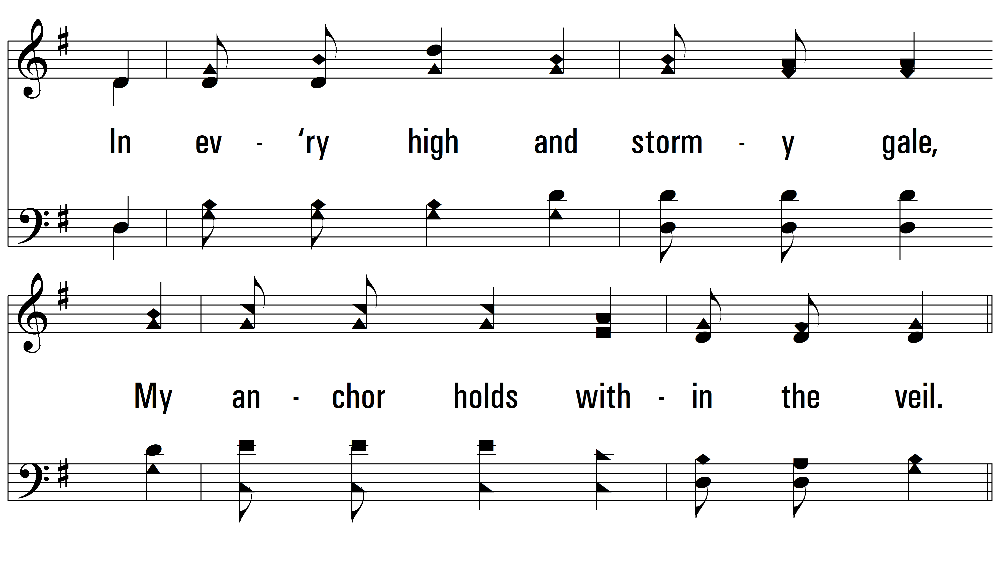 In ev - ‘ry high and storm - y gale,
My an - chor holds with - in the veil.